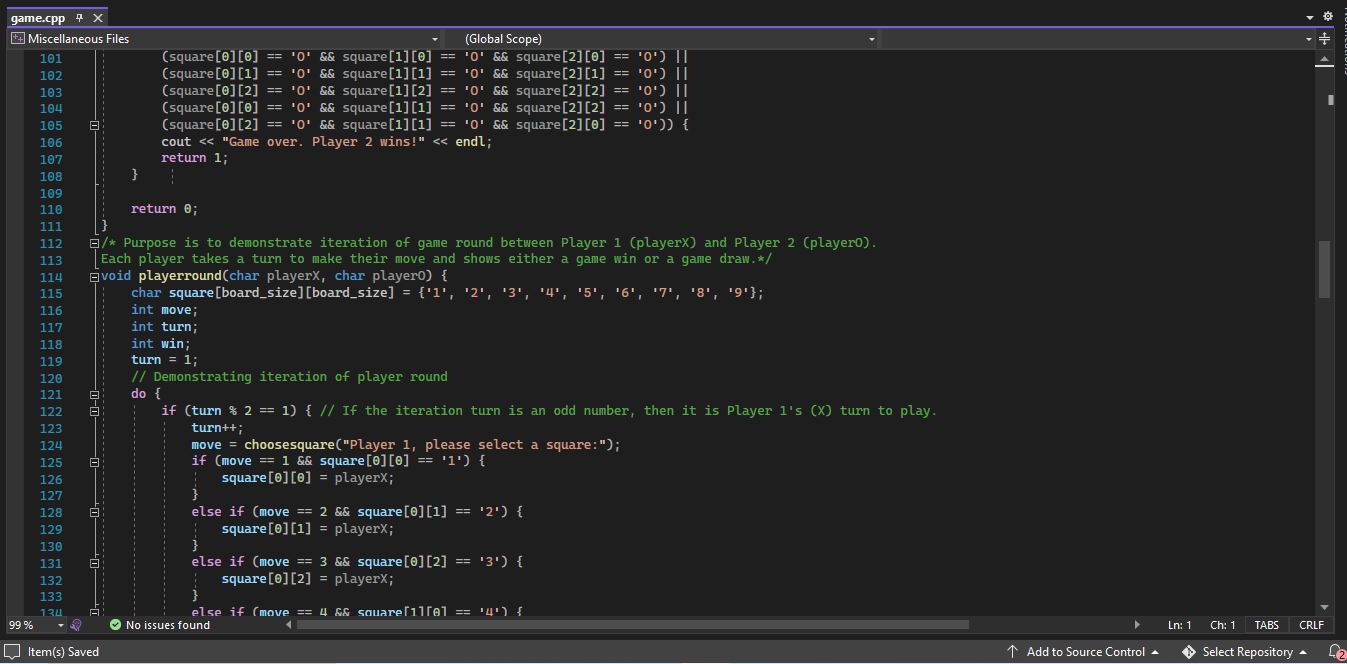 game.cpp
Miscellaneous Files (Global Scope)
101 (square[0][0] == 'O' && square[1][0] == 'O' && square[2][0] == 'O') ||
102 (square[0][1] == 'O' && square[1][1] == 'O' && square[2][1] == 'O') ||
103 (square[0][2] == 'O' && square[1][2] == 'O' && square[2][2] == 'O') ||
104 (square[0][0] == 'O' && square[1][1] == 'O' && square[2][2] == 'O') ||
105 (square[0][2] == 'O' && square[1][1] == 'O' && square[2][0] == 'O')) {
106 cout << "Game over. Player 2 wins!" << endl;
107 return 1;
108 }
109
110 return 0;
111 }
112 /* Purpose is to demonstrate iteration of game round between Player 1 (playerX) and Player 2 (playerO).
113 Each player takes a turn to make their move and shows either a game win or a game draw.*/
114 void playerround(char playerX, char playerO) {
115 char square[board_size][board_size] = {'1', '2', '3', '4', '5', '6', '7', '8', '9'};
116 int move;
117 int turn;
118 int win;
119 turn = 1;
120 // Demonstrating iteration of player round
121 do {
122 if (turn % 2 == 1) { // If the iteration turn is an odd number, then it is Player 1's (X) turn to play.
123 turn++;
124 move = choosesquare("Player 1, please select a square:");
125 if (move == 1 && square[0][0] == '1') {
126 square[0][0] = playerX;
127 }
128 else if (move == 2 && square[0][1] == '2') {
129 square[0][1] = playerX;
130 }
131 else if (move == 3 && square[0][2] == '3') {
132 square[0][2] = playerX;
133 }
134 else if (move == 4 && square[1][0] == '4') {
99 % No issues found Ln: 1 Ch: 1 TABS CRLF
Item(s) Saved Add to Source Control Select Repository 2